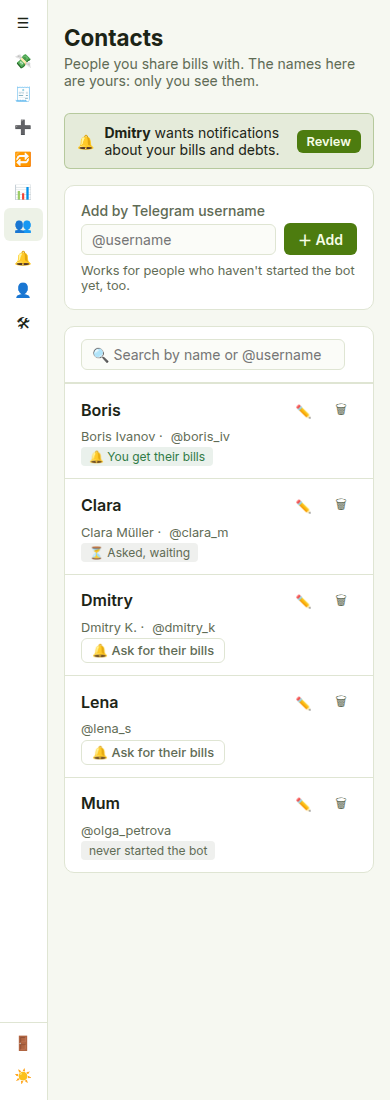 Contacts
People you share bills with. The names here
are yours: only you see them.
Dmitry wants notifications
about your bills and debts.
Review
Add by Telegram username
@username
+ Add
Works for people who haven't started the bot
yet, too.
Search by name or @username
Boris
Boris Ivanov · @boris_iv
You get their bills
Clara
Clara Müller · @clara_m
Asked, waiting
Dmitry
Dmitry K. · @dmitry_k
Ask for their bills
Lena
@lena_s
Ask for their bills
Mum
@olga_petrova
never started the bot